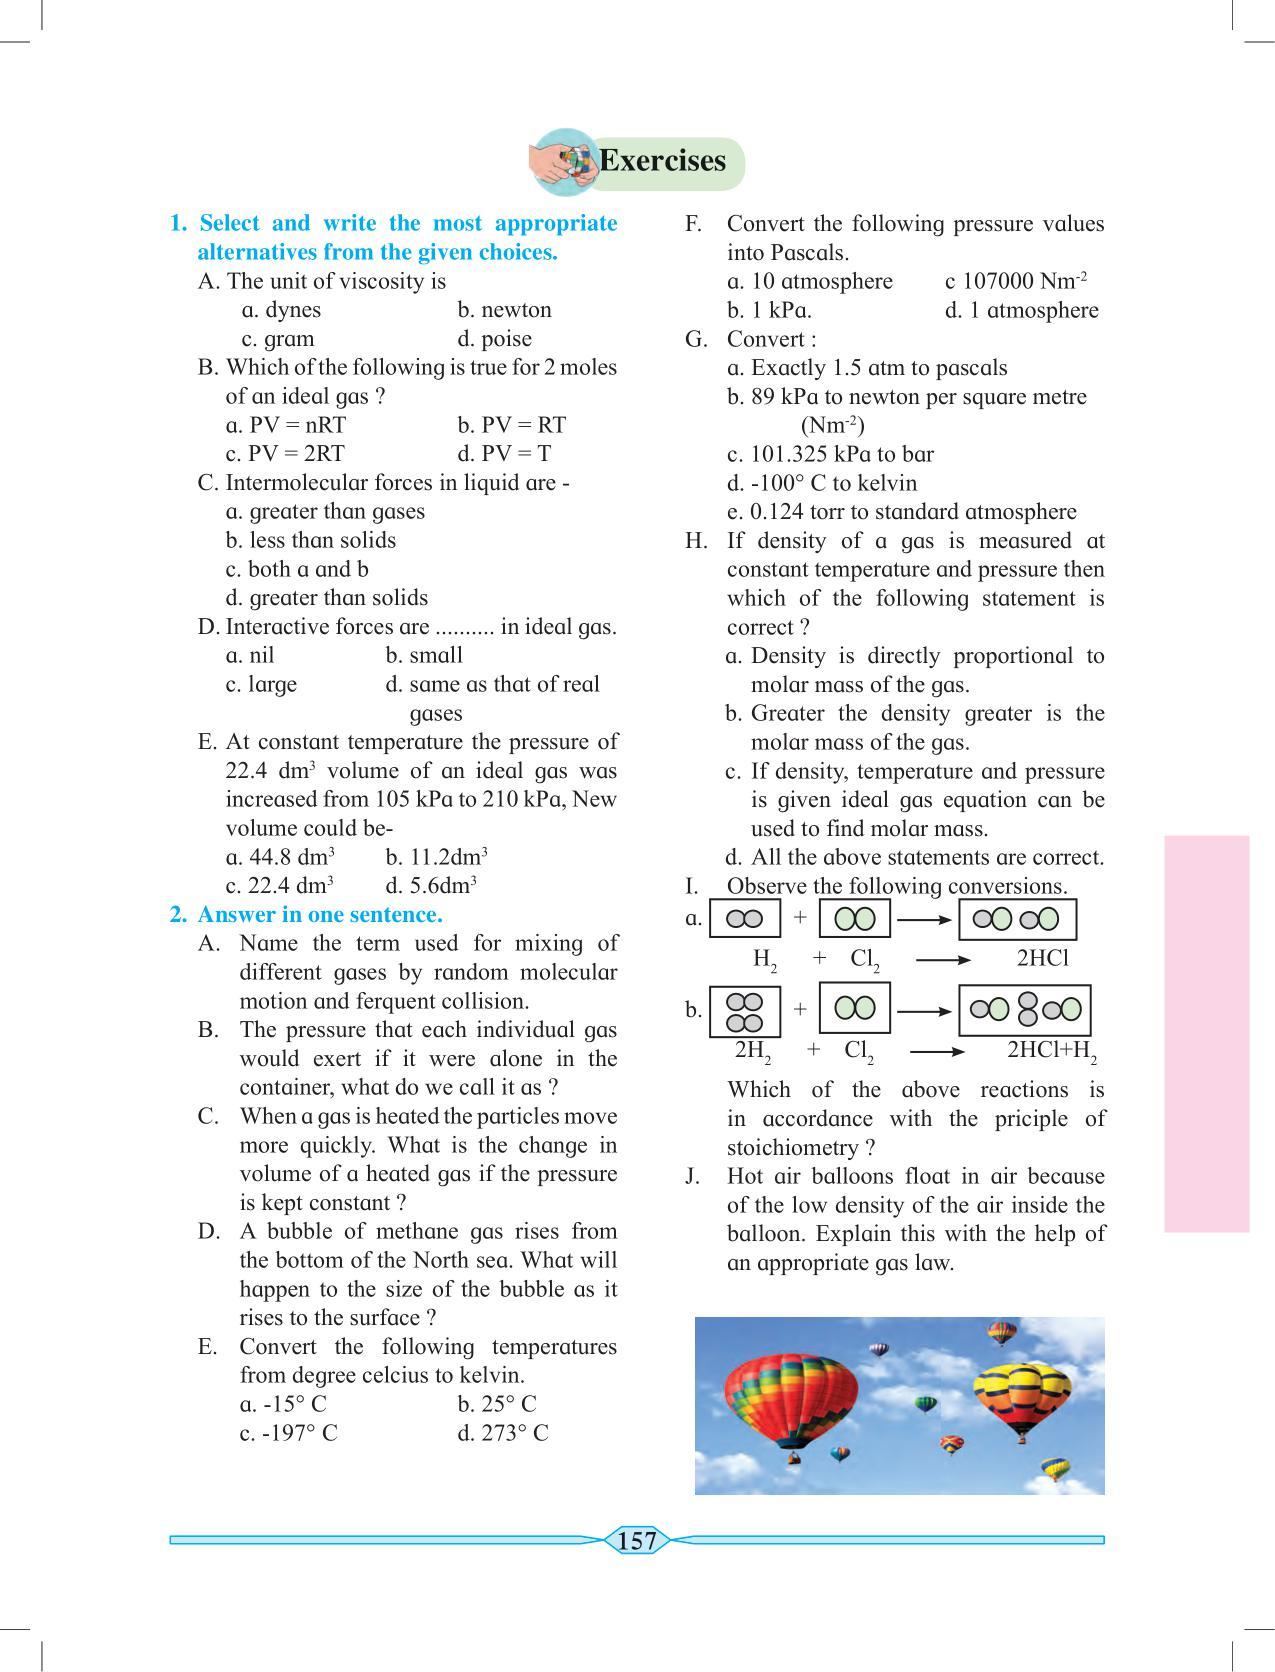 Exercises
1. Select and write the most appropriate
alternatives from the given choices.
A. The unit of viscosity is
a. dynes b. newton
c. gram d. poise
B. Which of the following is true for 2 moles
of an ideal gas ?
a. PV = nRT b. PV = RT
c. PV = 2RT d. PV = T
C. Intermolecular forces in liquid are -
a. greater than gases
b. less than solids
c. both a and b
d. greater than solids
D. Interactive forces are .......... in ideal gas.
a. nil b. small
c. large d. same as that of real
gases
E. At constant temperature the pressure of
22.4 dm³ volume of an ideal gas was
increased from 105 kPa to 210 kPa, New
volume could be-
a. 44.8 dm³ b. 11.2dm³
c. 22.4 dm³ d. 5.6dm³
2. Answer in one sentence.
A. Name the term used for mixing of
different gases by random molecular
motion and ferquent collision.
B. The pressure that each individual gas
would exert if it were alone in the
container, what do we call it as ?
C. When a gas is heated the particles move
more quickly. What is the change in
volume of a heated gas if the pressure
is kept constant ?
D. A bubble of methane gas rises from
the bottom of the North sea. What will
happen to the size of the bubble as it
rises to the surface ?
E. Convert the following temperatures
from degree celcius to kelvin.
a. -15° C b. 25° C
c. -197° C d. 273° C
F. Convert the following pressure values
into Pascals.
a. 10 atmosphere c 107000 Nm⁻²
b. 1 kPa. d. 1 atmosphere
G. Convert :
a. Exactly 1.5 atm to pascals
b. 89 kPa to newton per square metre
(Nm⁻²)
c. 101.325 kPa to bar
d. -100° C to kelvin
e. 0.124 torr to standard atmosphere
H. If density of a gas is measured at
constant temperature and pressure then
which of the following statement is
correct ?
a. Density is directly proportional to
molar mass of the gas.
b. Greater the density greater is the
molar mass of the gas.
c. If density, temperature and pressure
is given ideal gas equation can be
used to find molar mass.
d. All the above statements are correct.
I. Observe the following conversions.
a. + ⟶
H₂ + Cl₂ ⟶ 2HCl
b. + ⟶
2H₂ + Cl₂ ⟶ 2HCl+H₂
Which of the above reactions is
in accordance with the priciple of
stoichiometry ?
J. Hot air balloons float in air because
of the low density of the air inside the
balloon. Explain this with the help of
an appropriate gas law.
157